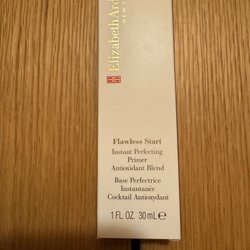 Elizabeth Ard
NEW Y
Flawless Start
Instant Perfecting
Primer
Antioxidant Blend
Base Perfectrice
Instantanée
Cocktail Antioxydant
1 FL. OZ. 30 ml e